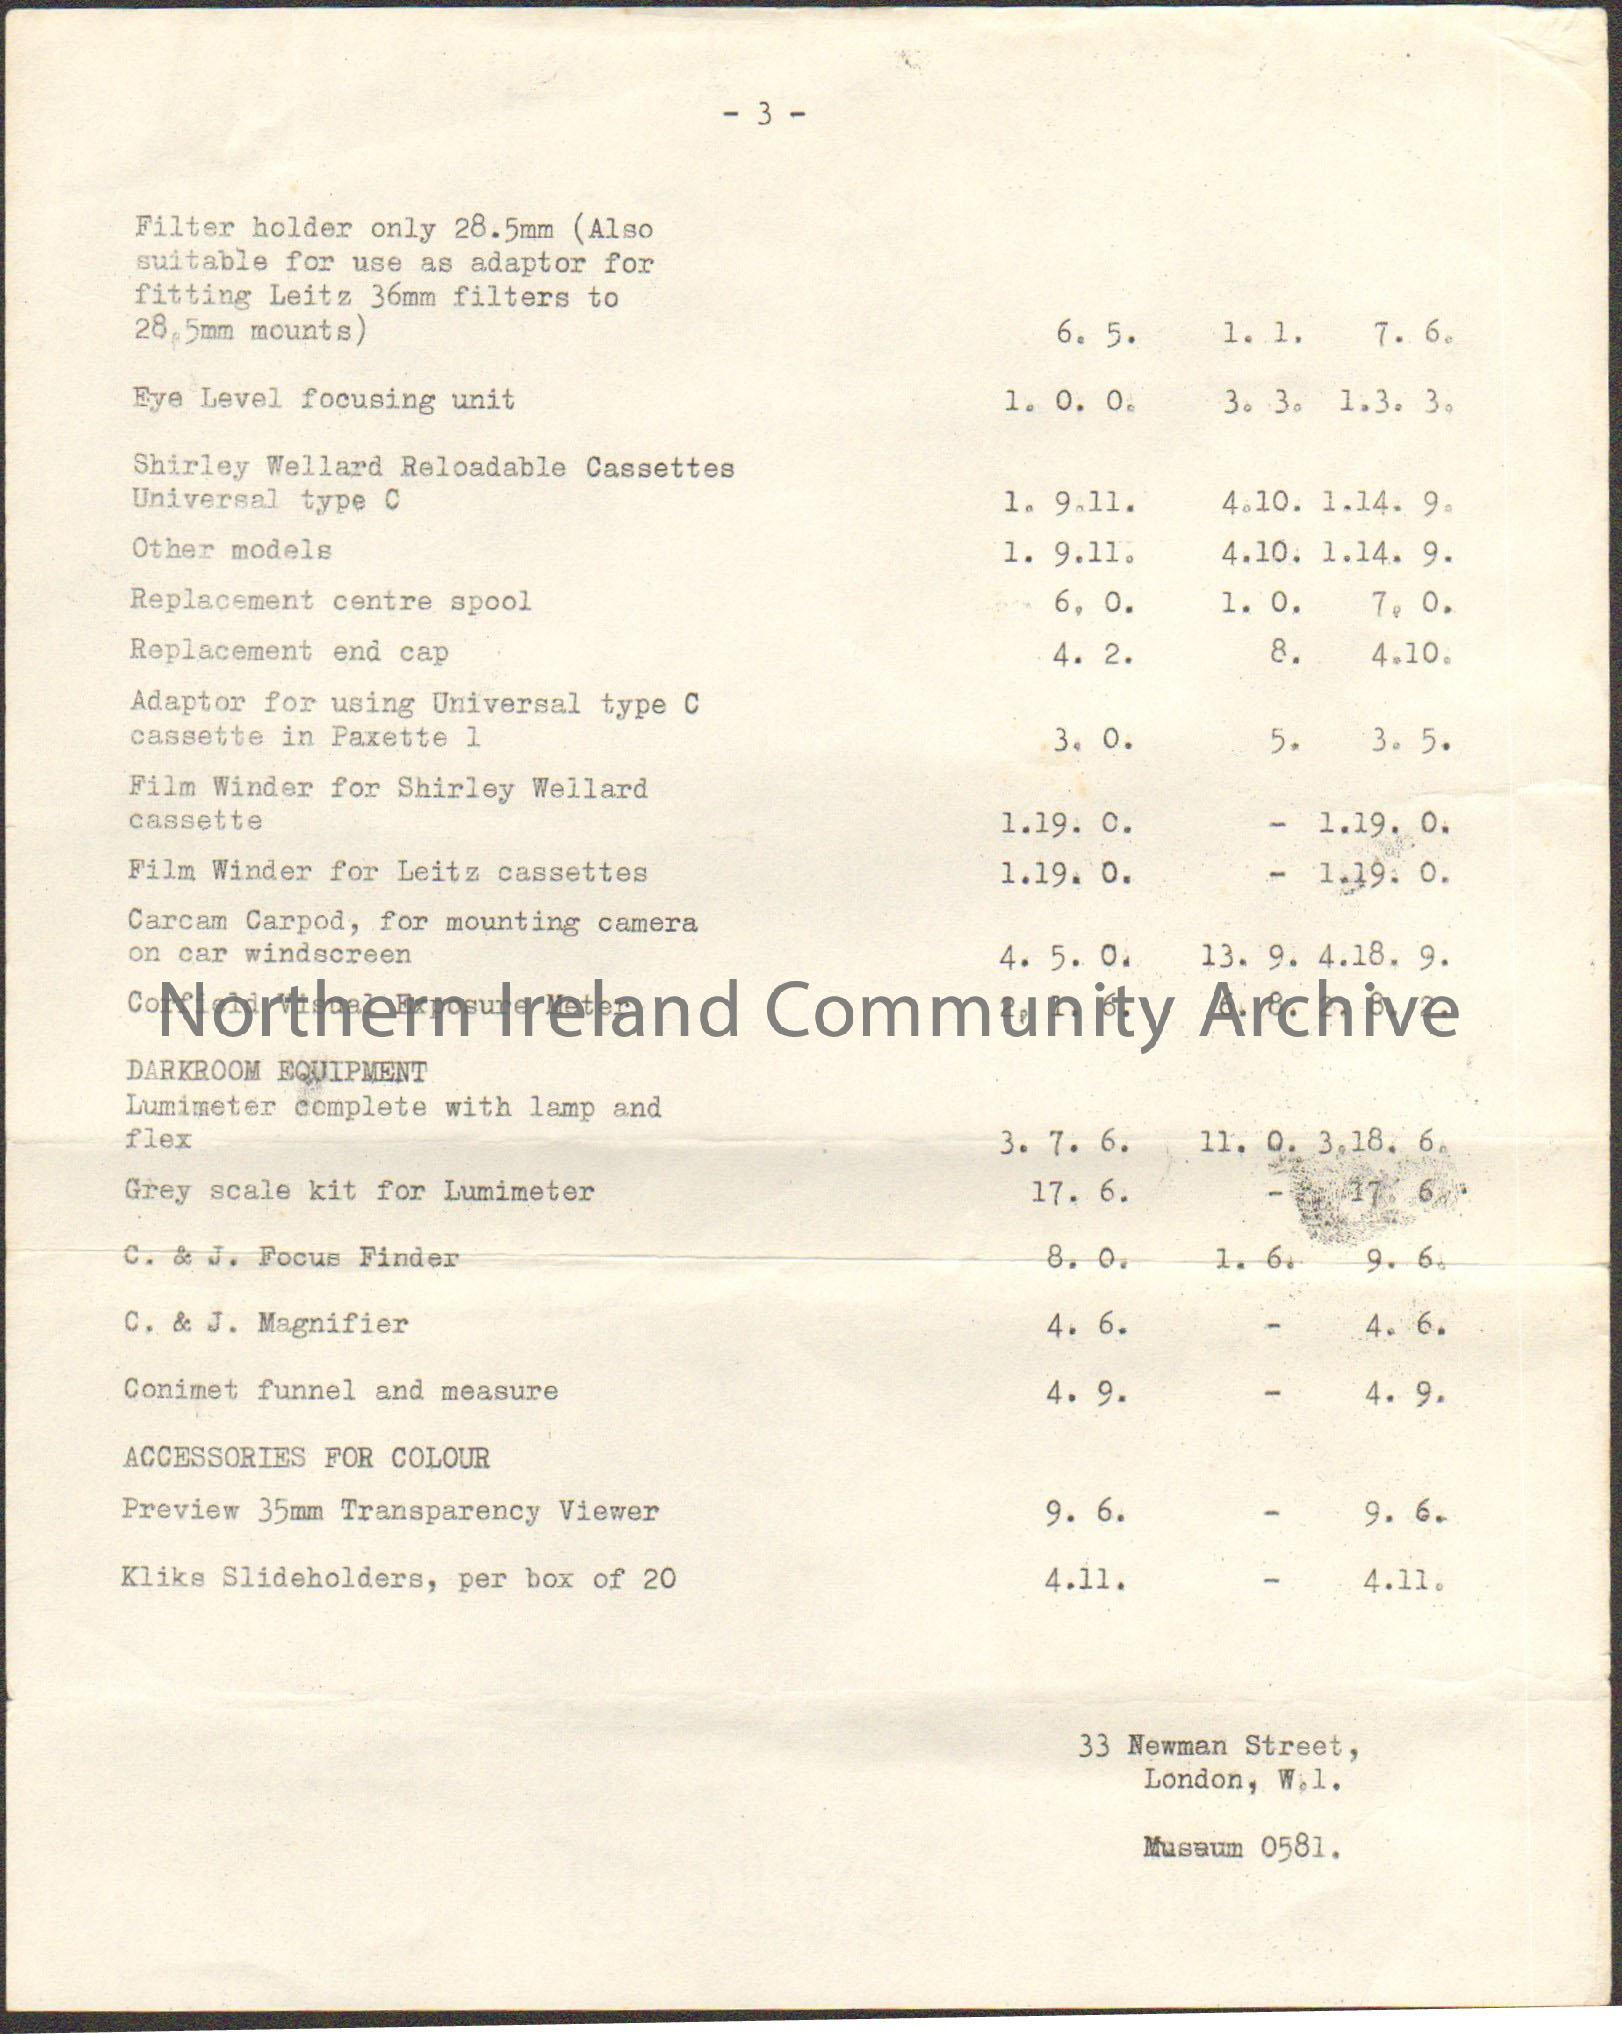 - 3 -
Filter holder only 28.5mm (Also
suitable for use as adaptor for
fitting Leitz 36mm filters to
28.5mm mounts) 6. 5. 1. 1. 7. 6.
Eye Level focusing unit 1. 0. 0. 3. 3. 1.3. 3.
Shirley Wellard Reloadable Cassettes
Universal type C 1. 9.11. 4.10. 1.14. 9.
Other models 1. 9.11. 4.10. 1.14. 9.
Replacement centre spool 6. 0. 1. 0. 7. 0.
Replacement end cap 4. 2. 8. 4.10.
Adaptor for using Universal type C
cassette in Paxette 1 3. 0. 5. 3. 5.
Film Winder for Shirley Wellard
cassette 1.19. 0. - 1.19. 0.
Film Winder for Leitz cassettes 1.19. 0. - 1.19. 0.
Carcam Carpod, for mounting camera
on car windscreen 4. 5. 0. 13. 9. 4.18. 9.
Corfield Visual Exposure Meter 2. 1. 6. 6. 8. 2. 8. 2.
Northern Ireland Community Archive
DARKROOM EQUIPMENT
Lumimeter complete with lamp and
flex 3. 7. 6. 11. 0. 3.18. 6.
Grey scale kit for Lumimeter 17. 6. - 17. 6.
C. & J. Focus Finder 8. 0. 1. 6. 9. 6.
C. & J. Magnifier 4. 6. - 4. 6.
Conimet funnel and measure 4. 9. - 4. 9.
ACCESSORIES FOR COLOUR
Preview 35mm Transparency Viewer 9. 6. - 9. 6.
Kliks Slideholders, per box of 20 4.11. - 4.11.
33 Newman Street,
London, W.1.
Museum 0581.